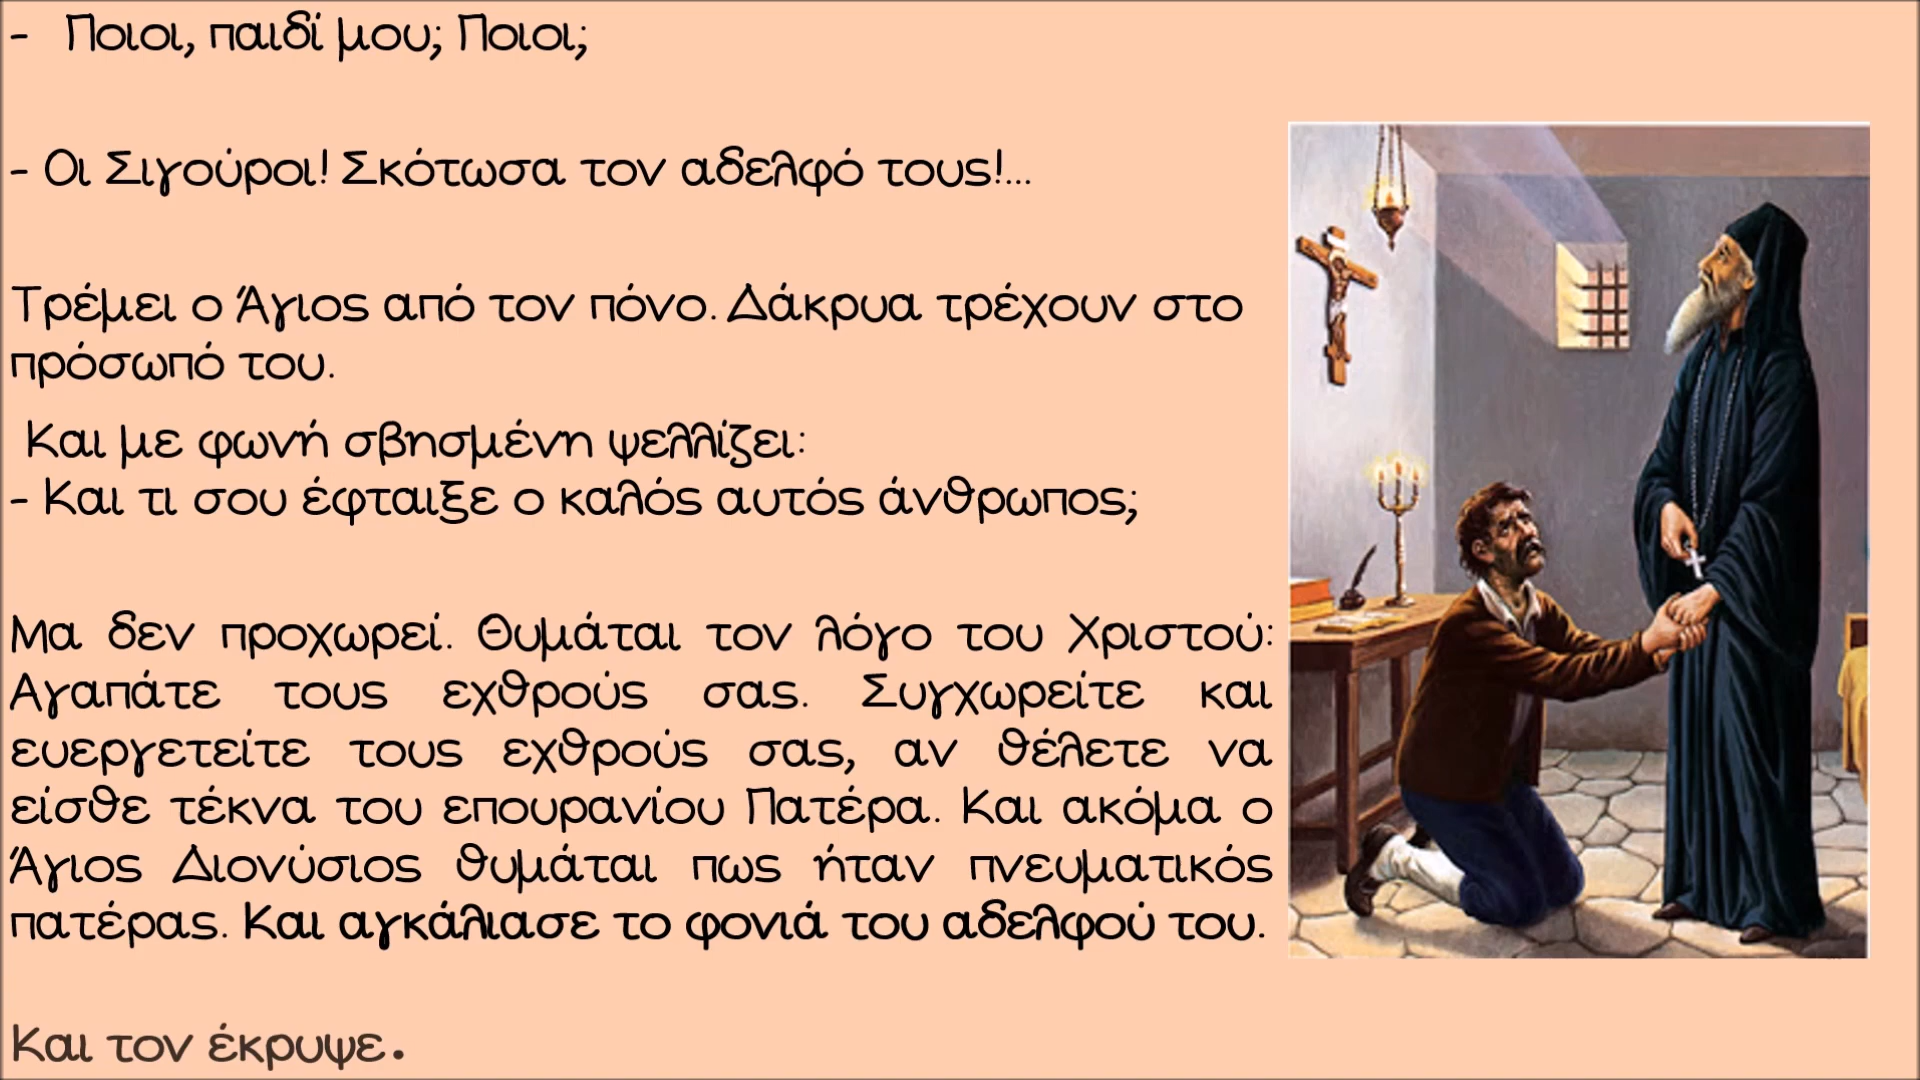 - Ποιοι, παιδί μου; Ποιοι;
- Οι Σιγούροι! Σκότωσα τον αδελφό τους!...
Τρέμει ο Άγιος από τον πόνο. Δάκρυα τρέχουν στο
πρόσωπό του.
Και με φωνή σβησμένη ψελλίζει:
- Και τι σου έφταιξε ο καλός αυτός άνθρωπος;
Μα δεν προχωρεί. Θυμάται τον λόγο του Χριστού:
Αγαπάτε τους εχθρούς σας. Συγχωρείτε και
ευεργετείτε τους εχθρούς σας, αν θέλετε να
είσθε τέκνα του επουρανίου Πατέρα. Και ακόμα ο
Άγιος Διονύσιος θυμάται πως ήταν πνευματικός
πατέρας. Και αγκάλιασε το φονιά του αδελφού του.
Και τον έκρυψε.